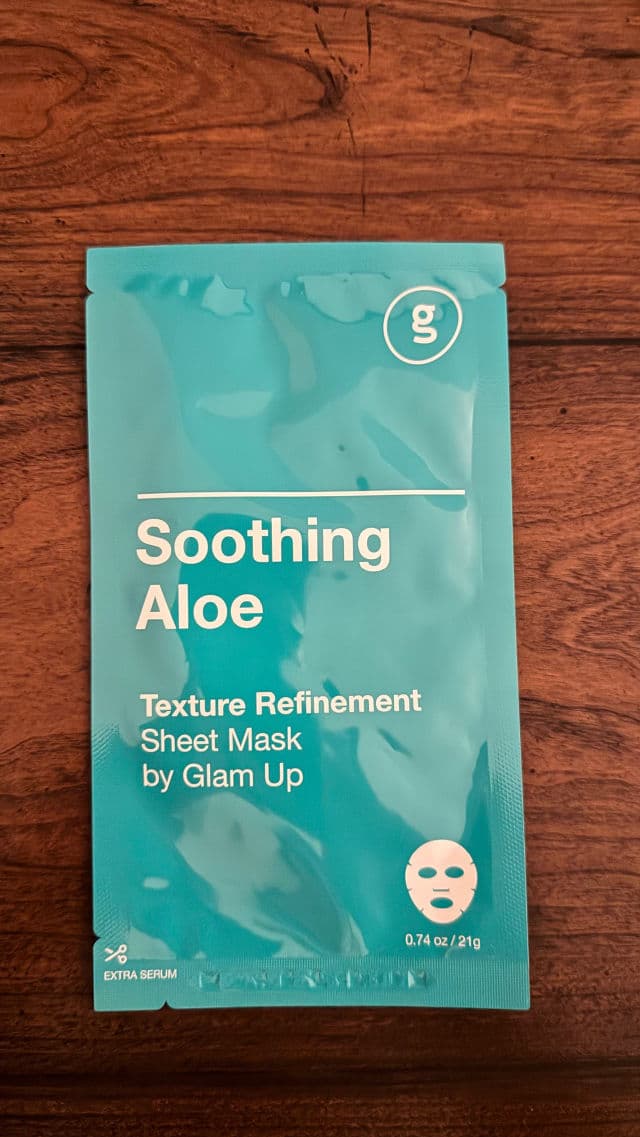 g
Soothing
Aloe
Texture Refinement
Sheet Mask
by Glam Up
0.74 oz / 21g
EXTRA SERUM